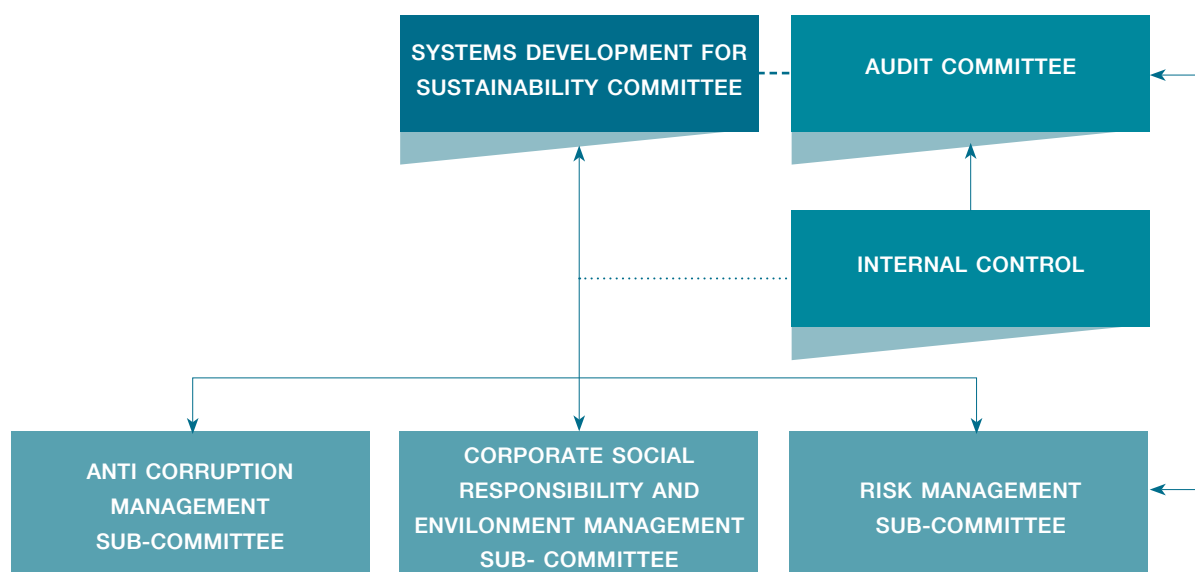 SYSTEMS DEVELOPMENT FOR
SUSTAINABILITY COMMITTEE
AUDIT COMMITTEE
INTERNAL CONTROL
ANTI CORRUPTION
MANAGEMENT
SUB-COMMITTEE
CORPORATE SOCIAL
RESPONSIBILITY AND
ENVILONMENT MANAGEMENT
SUB- COMMITTEE
RISK MANAGEMENT
SUB-COMMITTEE